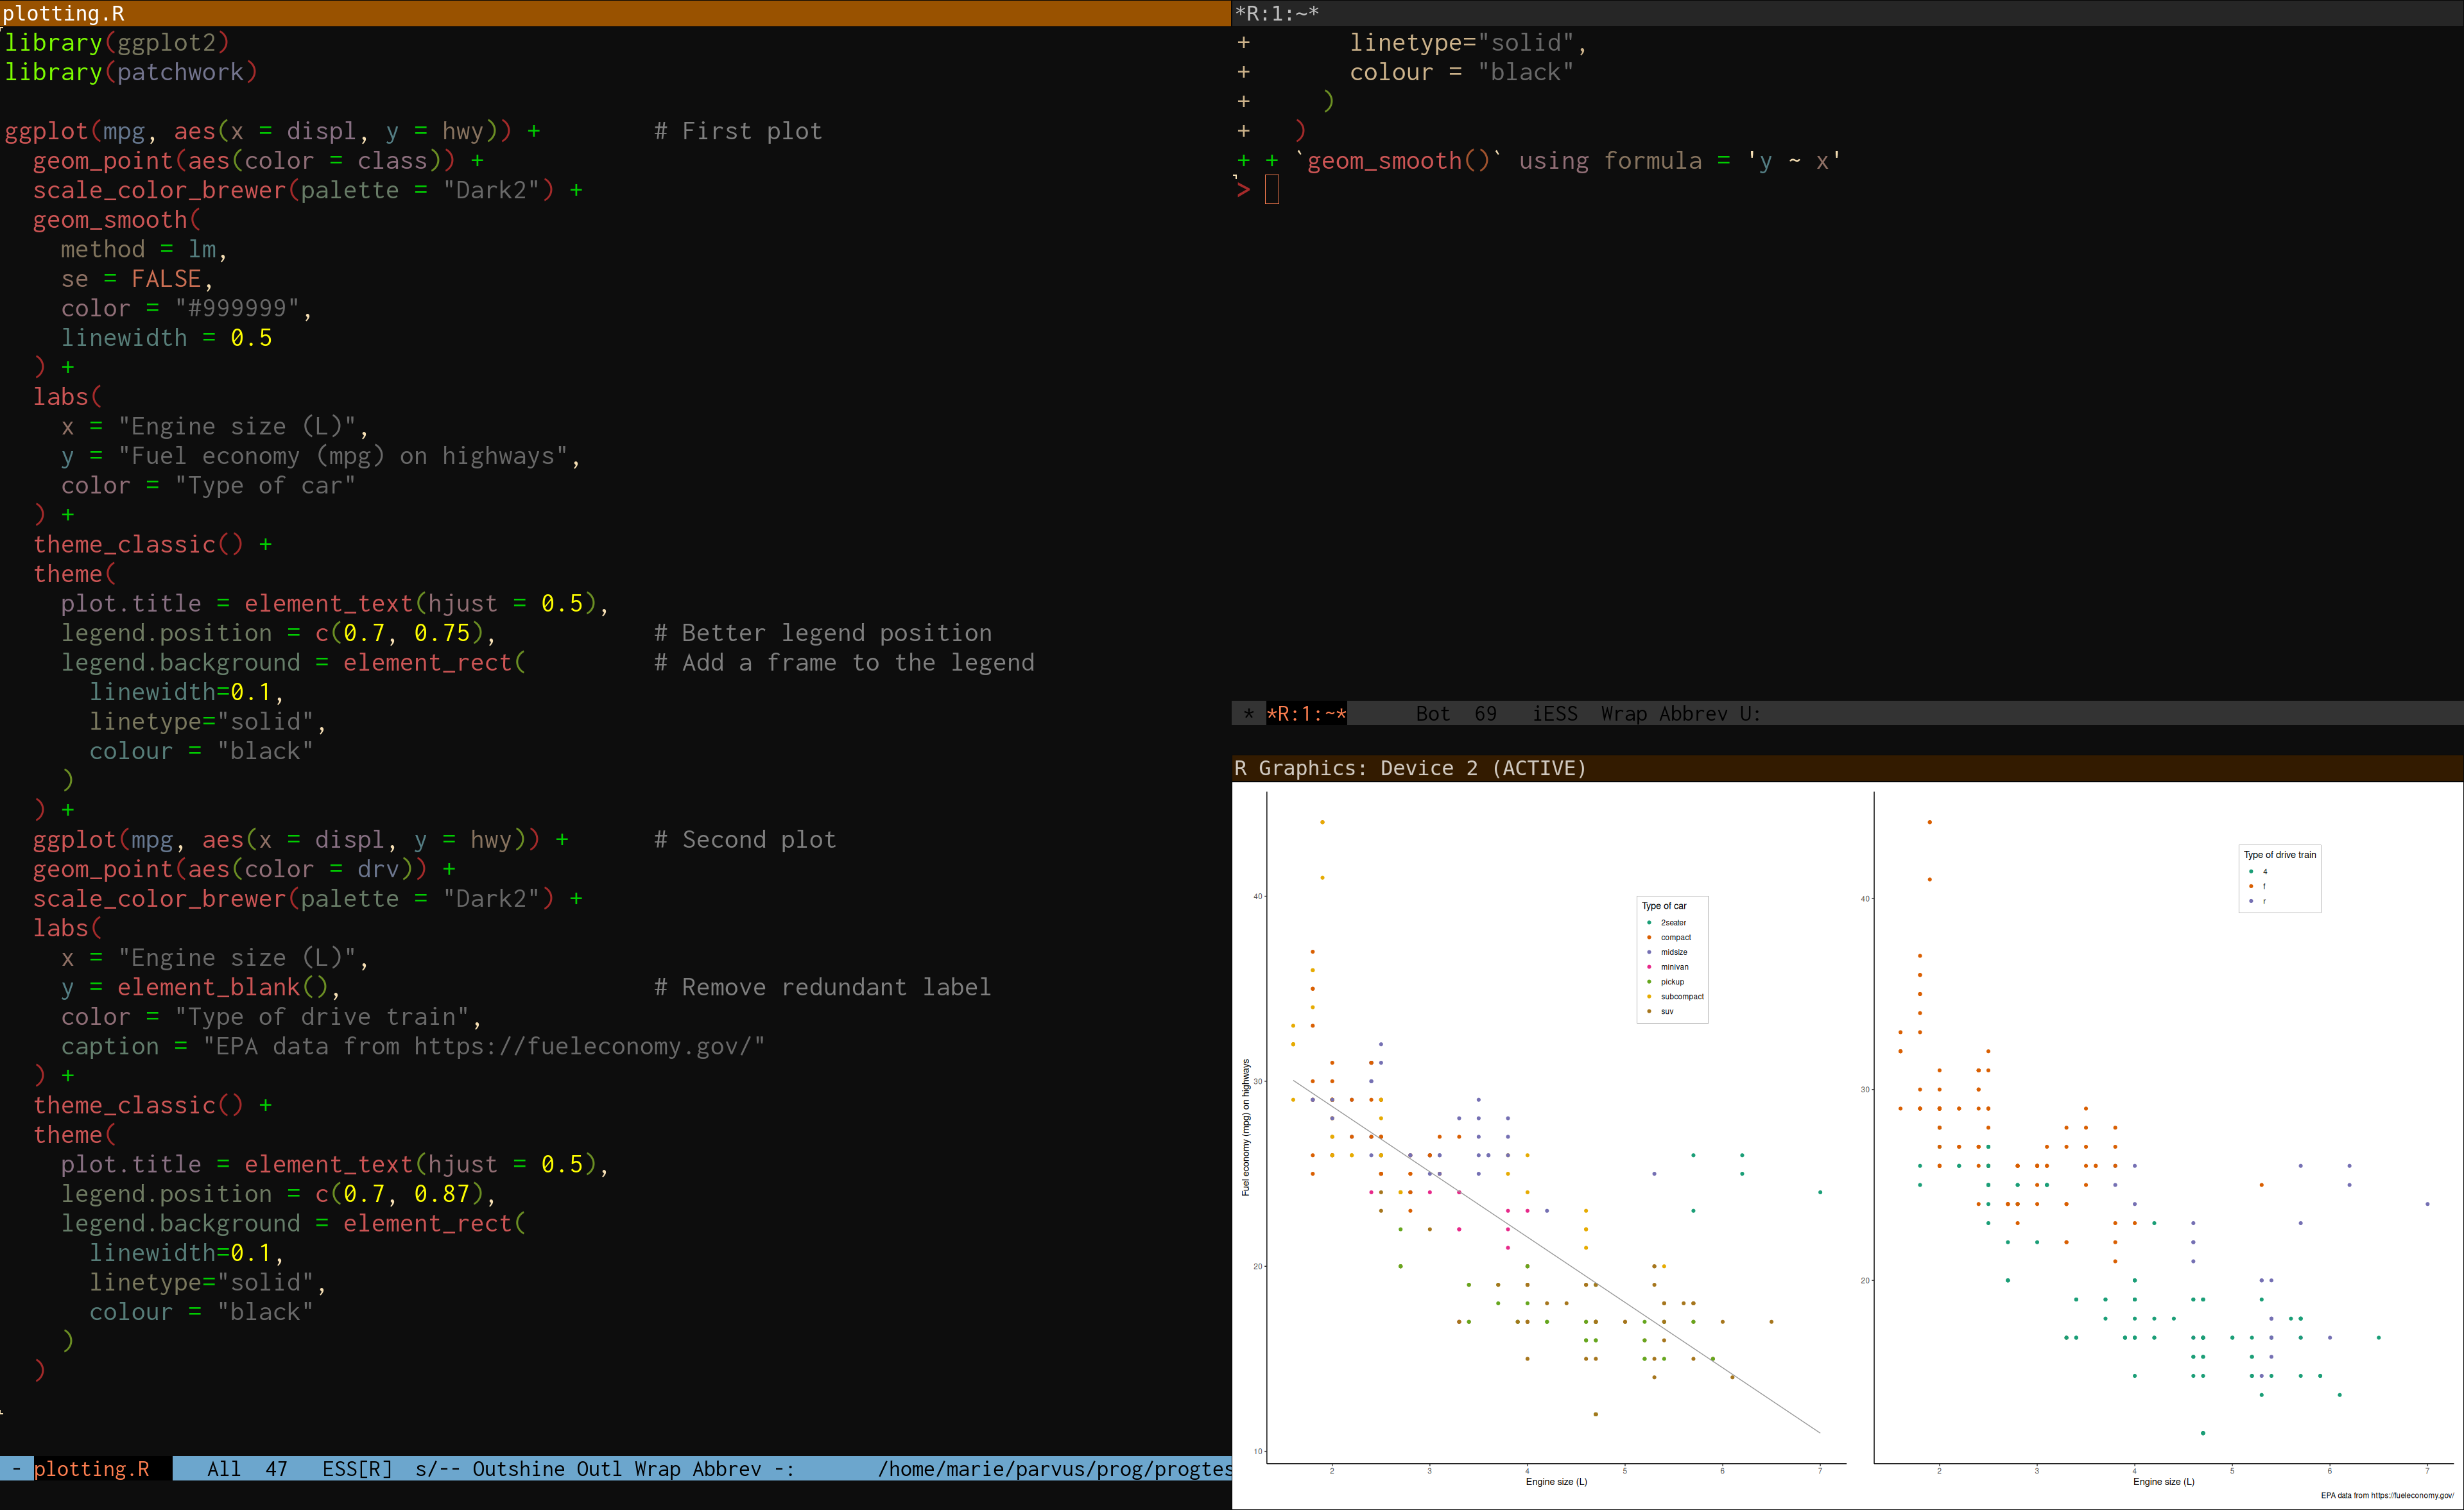 plotting.R
library(ggplot2)
library(patchwork)
ggplot(mpg, aes(x = displ, y = hwy)) +        # First plot
  geom_point(aes(color = class)) +
  scale_color_brewer(palette = "Dark2") +
  geom_smooth(
    method = lm,
    se = FALSE,
    color = "#999999",
    linewidth = 0.5
  ) +
  labs(
    x = "Engine size (L)",
    y = "Fuel economy (mpg) on highways",
    color = "Type of car"
  ) +
  theme_classic() +
  theme(
    plot.title = element_text(hjust = 0.5),
    legend.position = c(0.7, 0.75),           # Better legend position
    legend.background = element_rect(         # Add a frame to the legend
      linewidth=0.1,
      linetype="solid",
      colour = "black"
    )
  ) +
  ggplot(mpg, aes(x = displ, y = hwy)) +      # Second plot
  geom_point(aes(color = drv)) +
  scale_color_brewer(palette = "Dark2") +
  labs(
    x = "Engine size (L)",
    y = element_blank(),                      # Remove redundant label
    color = "Type of drive train",
    caption = "EPA data from https://fueleconomy.gov/"
  ) +
  theme_classic() +
  theme(
    plot.title = element_text(hjust = 0.5),
    legend.position = c(0.7, 0.87),
    legend.background = element_rect(
      linewidth=0.1,
      linetype="solid",
      colour = "black"
    )
  )
- plotting.R    All  47   ESS[R]  s/-- Outshine Outl Wrap Abbrev -:      /home/marie/parvus/prog/progtes
*R:1:~*
+       linetype="solid",
+       colour = "black"
+     )
+   )
+ + `geom_smooth()` using formula = 'y ~ x'
>
* *R:1:~*     Bot  69   iESS  Wrap Abbrev U:
R Graphics: Device 2 (ACTIVE)
Fuel economy (mpg) on highways
40
30
20
10
2 3 4 5 6 7
Engine size (L)
Type of car
2seater
compact
midsize
minivan
pickup
subcompact
suv
40
30
20
2 3 4 5 6 7
Engine size (L)
Type of drive train
4
f
r
EPA data from https://fueleconomy.gov/